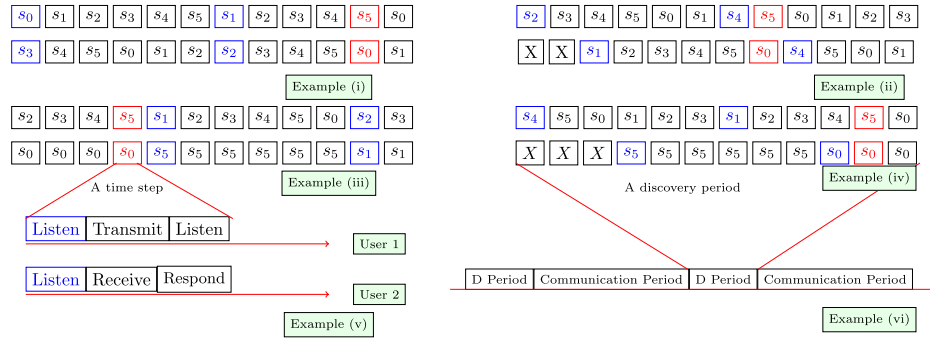 s₀ s₁ s₂ s₃ s₄ s₅ s₁ s₂ s₃ s₄ s₅ s₀
s₃ s₄ s₅ s₀ s₁ s₂ s₂ s₃ s₄ s₅ s₀ s₁
Example (i)
s₂ s₃ s₄ s₅ s₀ s₁ s₄ s₅ s₀ s₁ s₂ s₃
X X s₁ s₂ s₃ s₄ s₅ s₀ s₄ s₅ s₀ s₁
Example (ii)
s₂ s₃ s₄ s₅ s₁ s₂ s₃ s₄ s₅ s₀ s₂ s₃
s₀ s₀ s₀ s₀ s₅ s₅ s₅ s₅ s₅ s₅ s₁ s₁
A time step
Example (iii)
s₄ s₅ s₀ s₁ s₂ s₃ s₁ s₂ s₃ s₄ s₅ s₀
X X X s₅ s₅ s₅ s₅ s₅ s₅ s₀ s₀ s₀
A discovery period
Example (iv)
Listen Transmit Listen
User 1
Listen Receive Respond
User 2
Example (v)
D Period Communication Period D Period Communication Period
Example (vi)